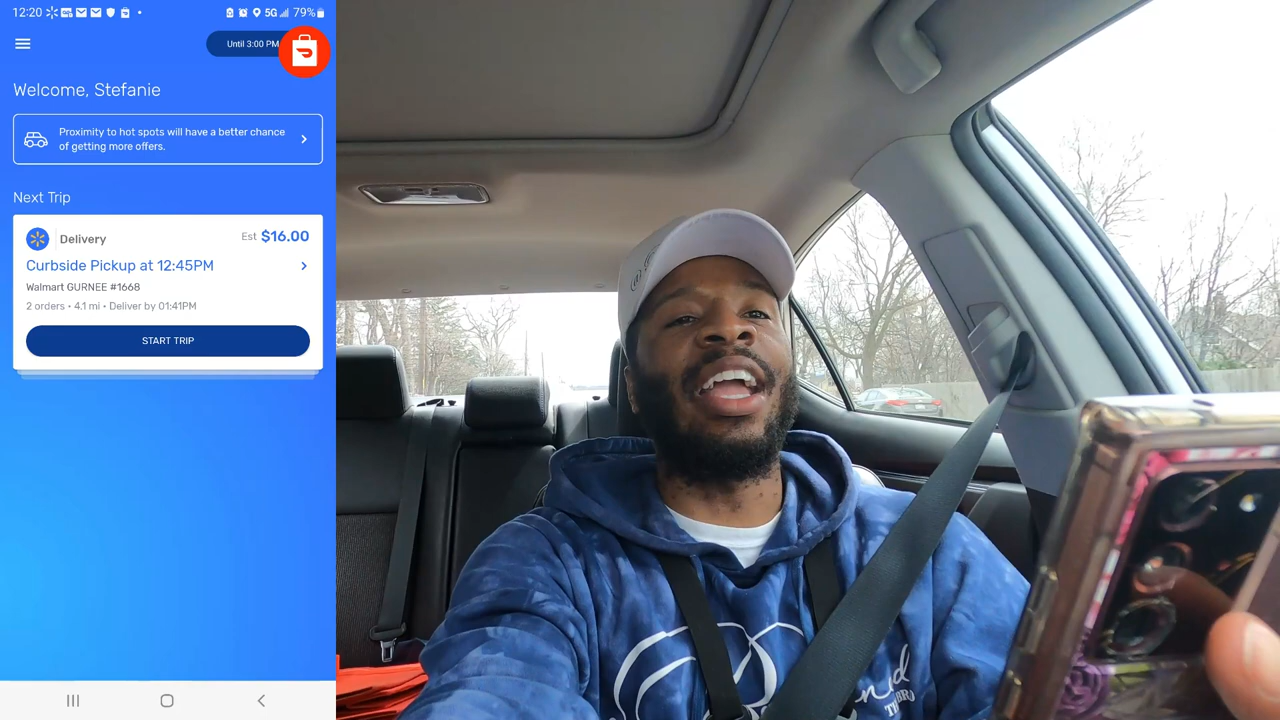 12:20
5G 79%
Until 3:00 PM
Welcome, Stefanie
Proximity to hot spots will have a better chance
of getting more offers.
Next Trip
Delivery
Est $16.00
Curbside Pickup at 12:45PM
Walmart GURNEE #1668
2 orders • 4.1 mi • Deliver by 01:41PM
START TRIP